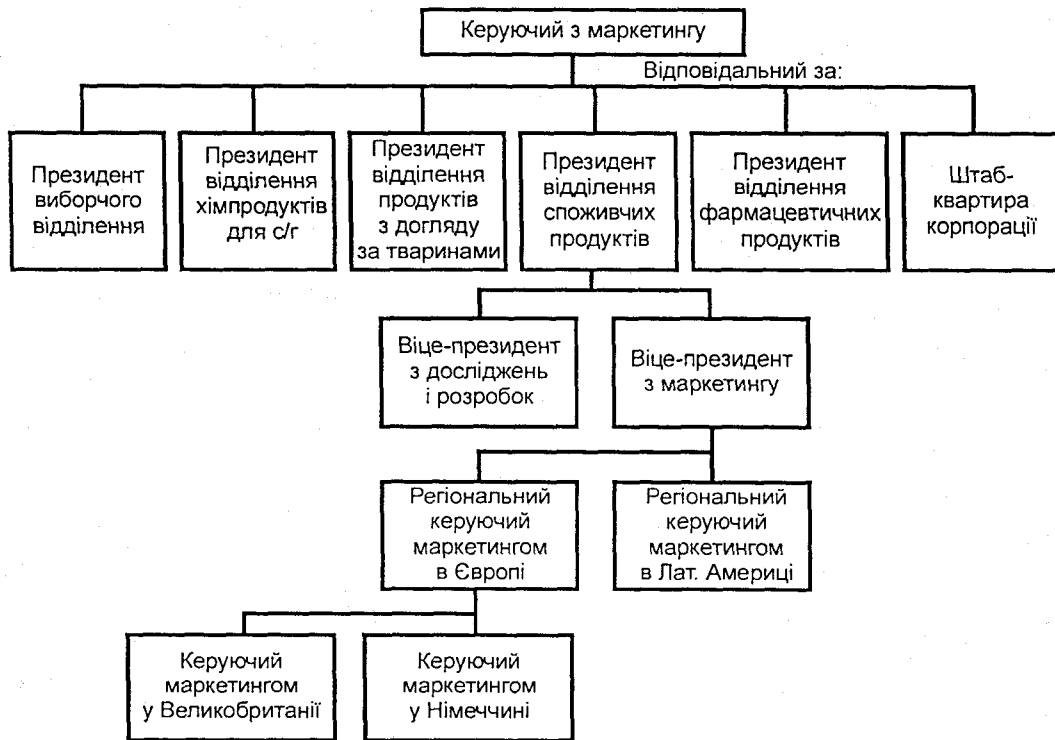 Керуючий з маркетингу
Відповідальний за:
Президент
виборчого
відділення
Президент
відділення
хімпродуктів
для с/г
Президент
відділення
продуктів
з догляду
за тваринами
Президент
відділення
споживчих
продуктів
Президент
відділення
фармацевтичних
продуктів
Штаб-
квартира
корпорації
Віце-президент
з досліджень
і розробок
Віце-президент
з маркетингу
Регіональний
керуючий
маркетингом
в Європі
Регіональний
керуючий
маркетингом
в Лат. Америці
Керуючий
маркетингом
у Великобританії
Керуючий
маркетингом
у Німеччині